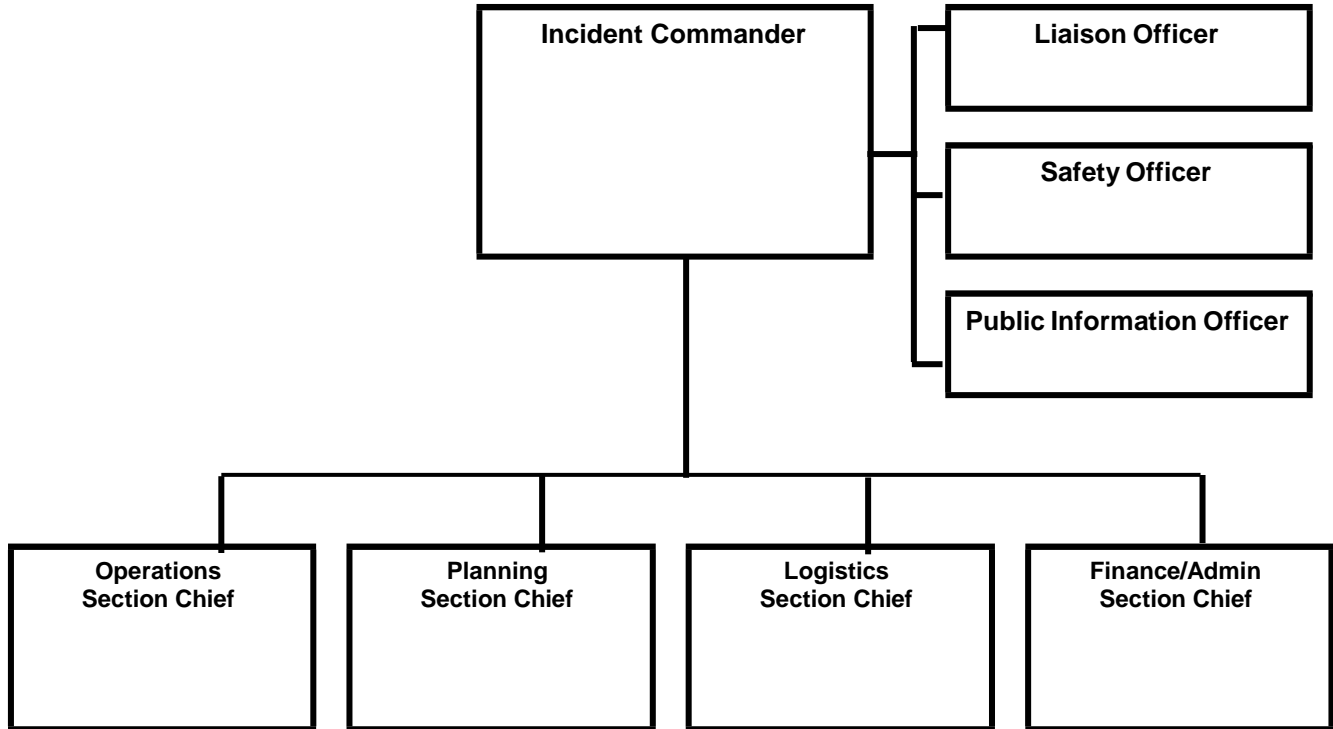 Incident Commander
Liaison Officer
Safety Officer
Public Information Officer
Operations
Section Chief
Planning
Section Chief
Logistics
Section Chief
Finance/Admin
Section Chief